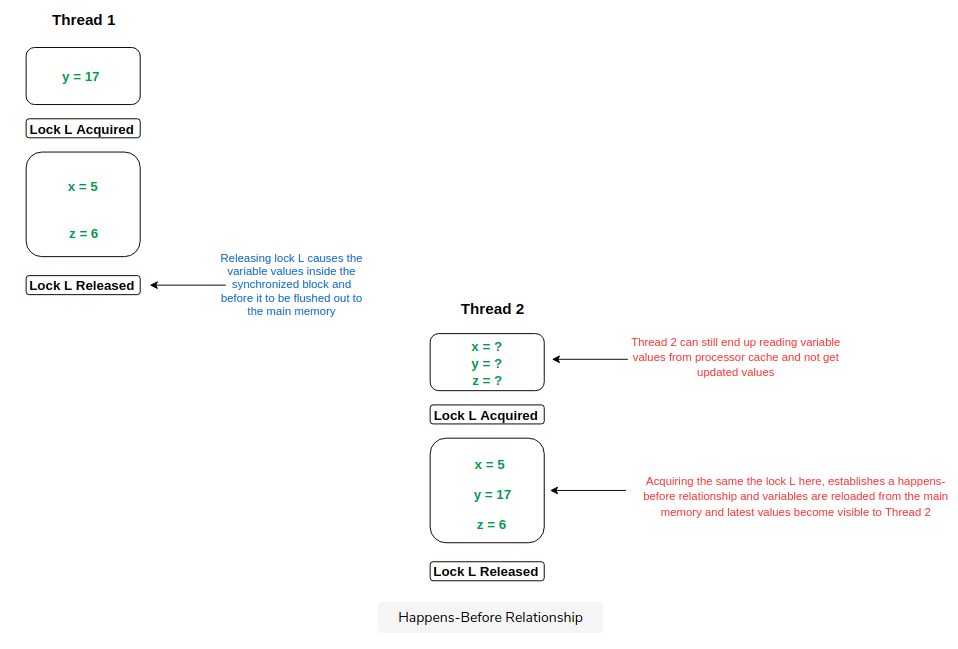 Thread 1
y = 17
Lock L Acquired
x = 5
z = 6
Lock L Released
Releasing lock L causes the
variable values inside the
synchronized block and
before it to be flushed out to
the main memory
Thread 2
x = ?
y = ?
z = ?
Thread 2 can still end up reading variable
values from processor cache and not get
updated values
Lock L Acquired
x = 5
y = 17
z = 6
Acquiring the same the lock L here, establishes a happens-
before relationship and variables are reloaded from the main
memory and latest values become visible to Thread 2
Lock L Released
Happens-Before Relationship